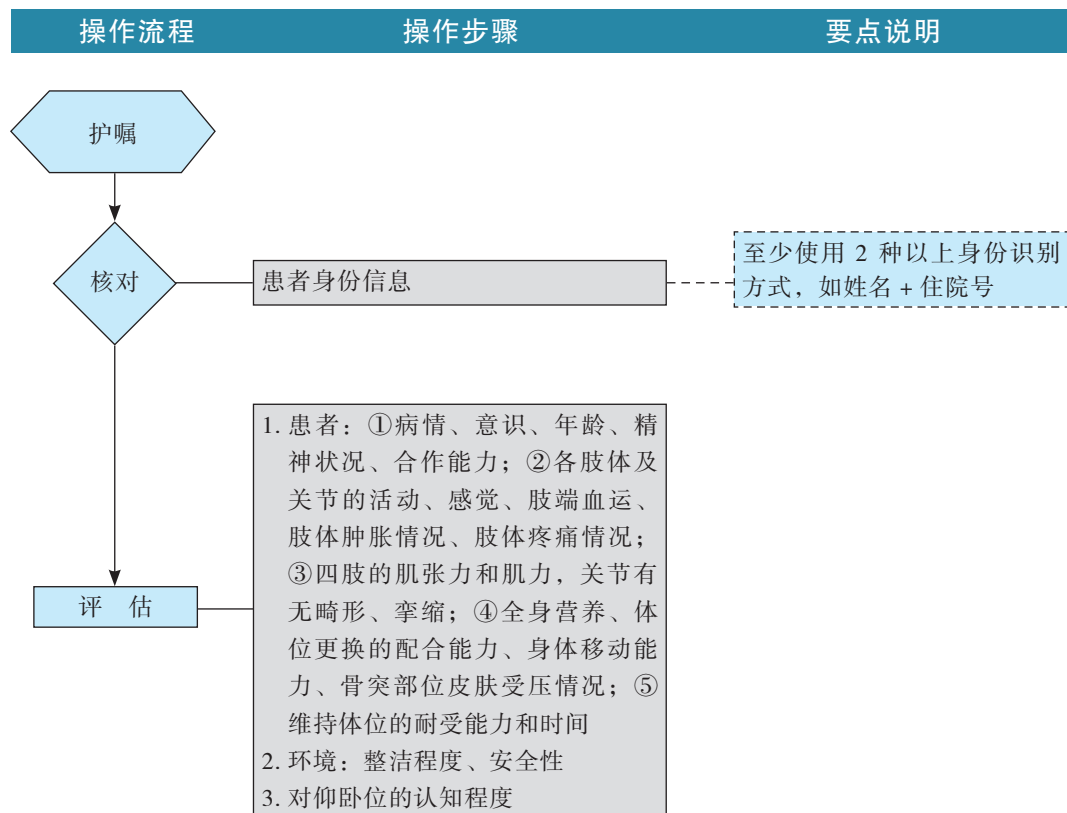 操作流程 操作步骤 要点说明
护嘱
核对
患者身份信息
至少使用 2 种以上身份识别
方式，如姓名 + 住院号
评 估
1. 患者：①病情、意识、年龄、精
神状况、合作能力；②各肢体及
关节的活动、感觉、肢端血运、
肢体肿胀情况、肢体疼痛情况；
③四肢的肌张力和肌力，关节有
无畸形、挛缩；④全身营养、体
位更换的配合能力、身体移动能
力、骨突部位皮肤受压情况；⑤
维持体位的耐受能力和时间
2. 环境：整洁程度、安全性
3. 对仰卧位的认知程度